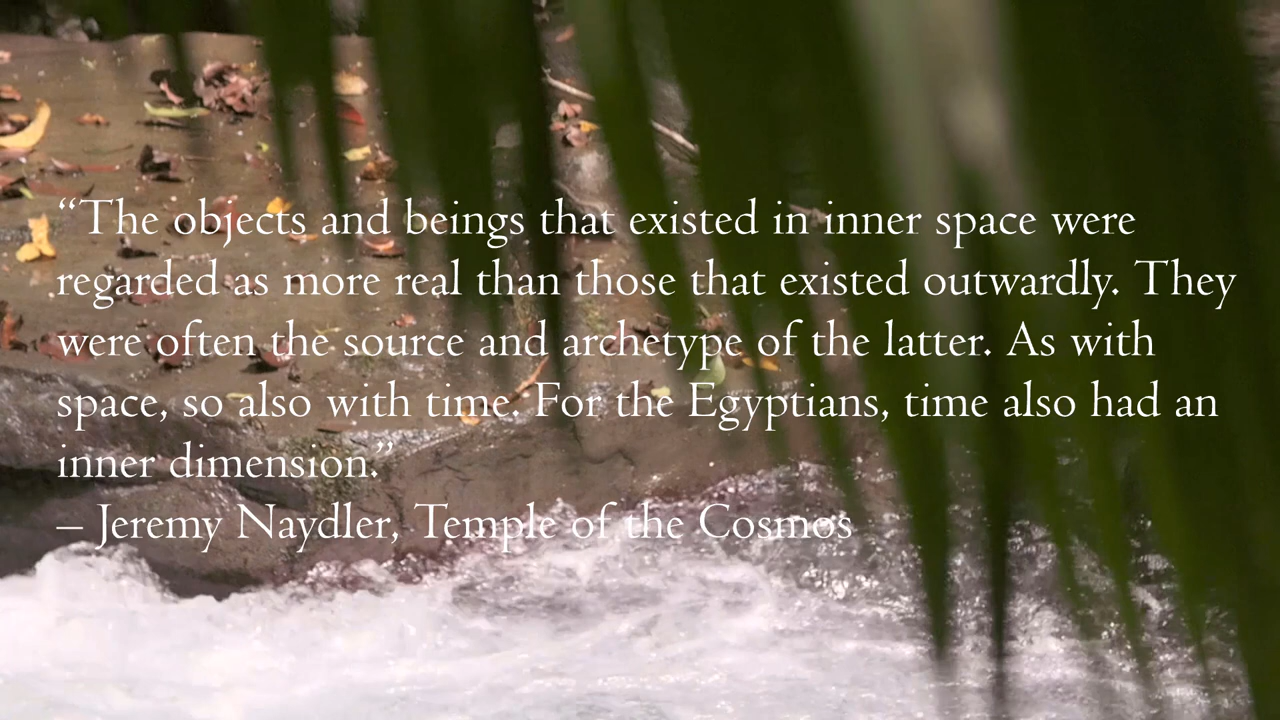 “The objects and beings that existed in inner space were
regarded as more real than those that existed outwardly. They
were often the source and archetype of the latter. As with
space, so also with time. For the Egyptians, time also had an
inner dimension.”
– Jeremy Naydler, Temple of the Cosmos